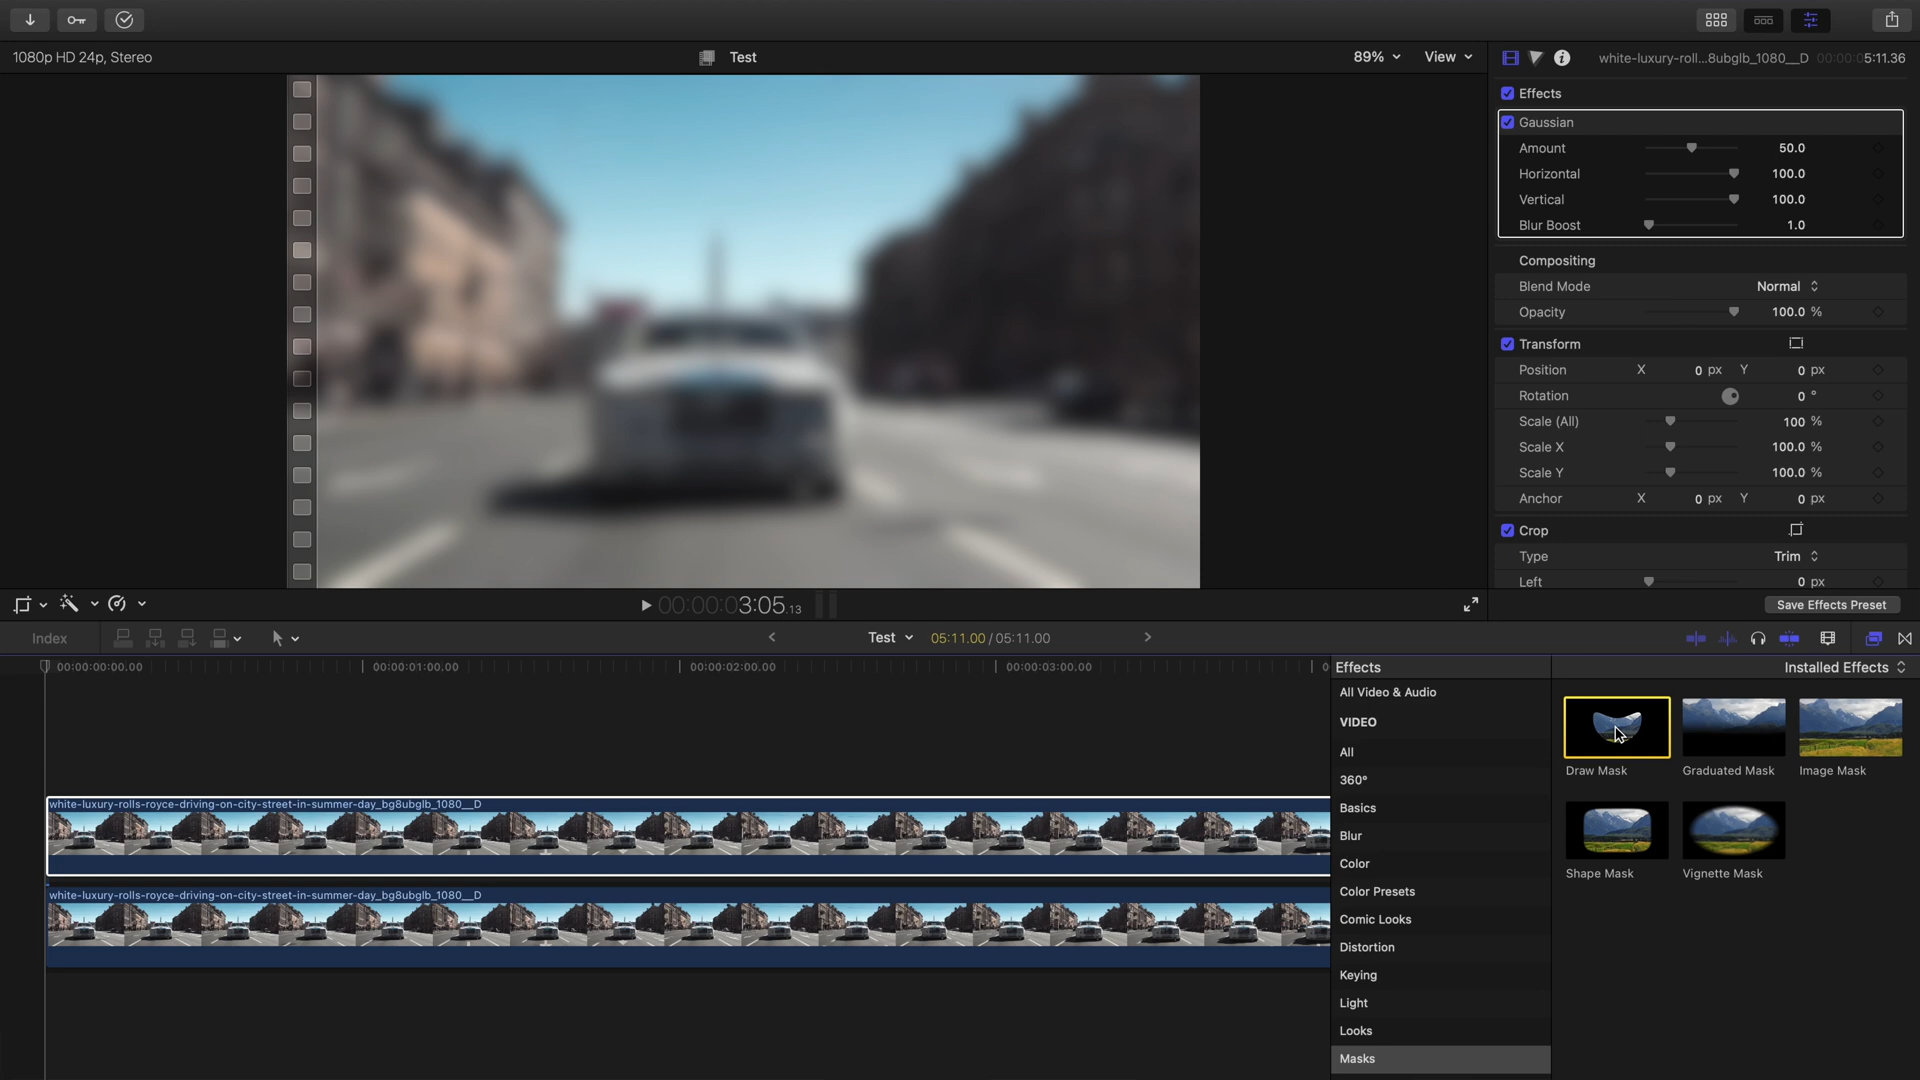 1080p HD 24p, Stereo
Test
89%
View
white-luxury-roll...8ubglb_1080__D
00:00:05:11.36
Effects
Gaussian
Amount 50.0
Horizontal 100.0
Vertical 100.0
Blur Boost 1.0
Compositing
Blend Mode Normal
Opacity 100.0 %
Transform
Position X 0 px Y 0 px
Rotation 0 °
Scale (All) 100 %
Scale X 100.0 %
Scale Y 100.0 %
Anchor X 0 px Y 0 px
Crop
Type Trim
Left 0 px
00:00:03:05.13
Save Effects Preset
Index
Test
05:11.00 / 05:11.00
00:00:00:00.00
00:00:01:00.00
00:00:02:00.00
00:00:03:00.00
white-luxury-rolls-royce-driving-on-city-street-in-summer-day_bg8ubglb_1080__D
white-luxury-rolls-royce-driving-on-city-street-in-summer-day_bg8ubglb_1080__D
Effects
All Video & Audio
VIDEO
All
360°
Basics
Blur
Color
Color Presets
Comic Looks
Distortion
Keying
Light
Looks
Masks
Installed Effects
Draw Mask
Graduated Mask
Image Mask
Shape Mask
Vignette Mask